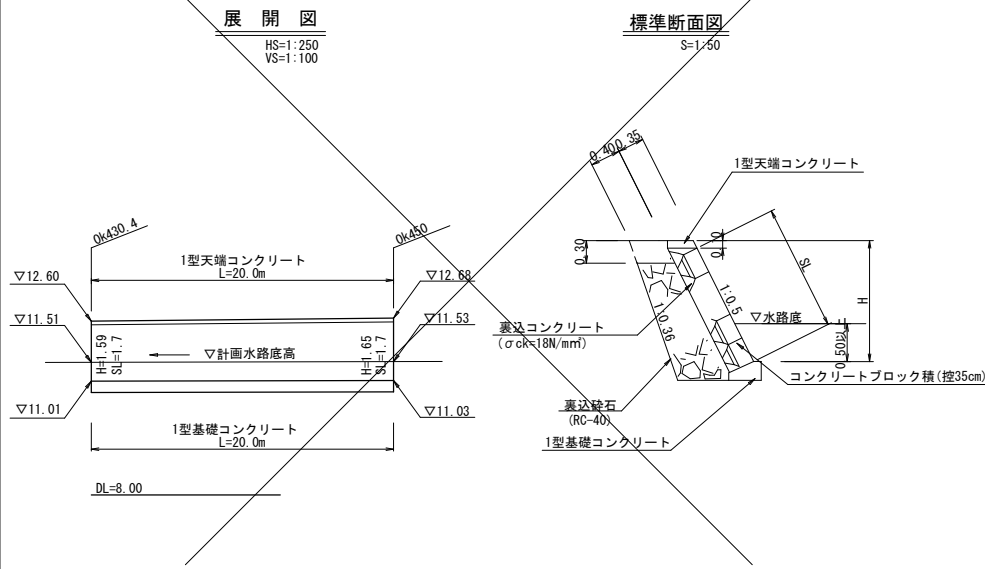 展開図
HS=1:250
VS=1:100
0k430.4
0k450
1型天端コンクリート
L=20.0m
▽12.60
▽12.68
▽11.51
▽11.53
H=1.59
SL=1.7
▽計画水路底高
H=1.65
SL=1.7
▽11.01
▽11.03
1型基礎コンクリート
L=20.0m
DL=8.00
標準断面図
S=1:50
0.40
0.35
1型天端コンクリート
0.30
0.10
SL
H
1:0.5
1:0.36
▽水路底
0.50以上
裏込コンクリート
(σck=18N/mm²)
コンクリートブロック積(控35cm)
裏込砕石
(RC-40)
1型基礎コンクリート